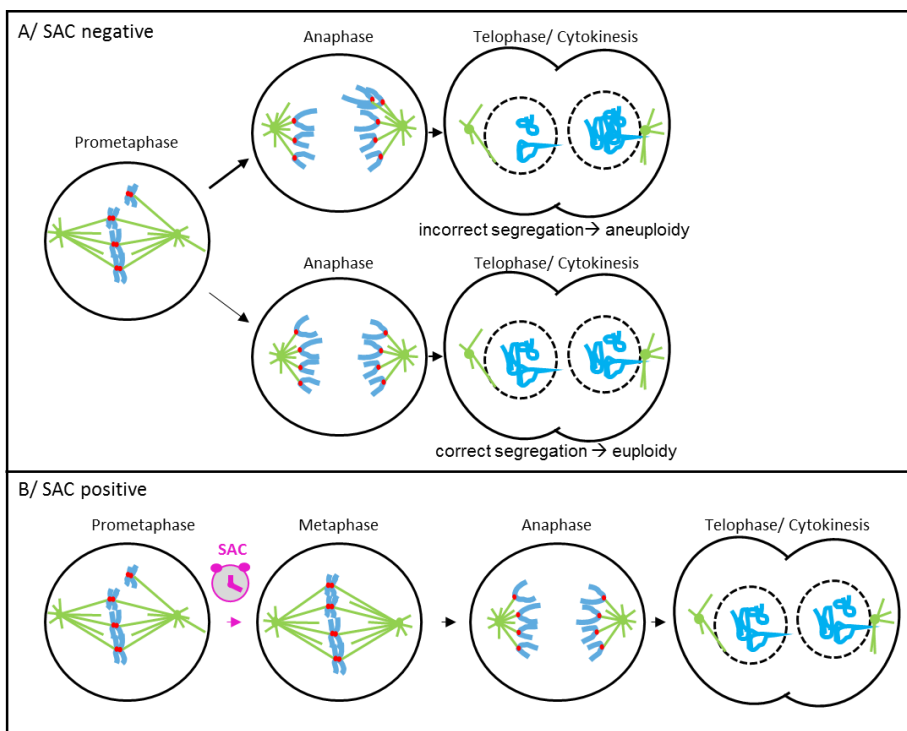 A/ SAC negative
Anaphase
Telophase/ Cytokinesis
Prometaphase
incorrect segregation→ aneuploidy
Anaphase
Telophase/ Cytokinesis
correct segregation → euploidy
B/ SAC positive
Prometaphase
SAC
Metaphase
Anaphase
Telophase/ Cytokinesis